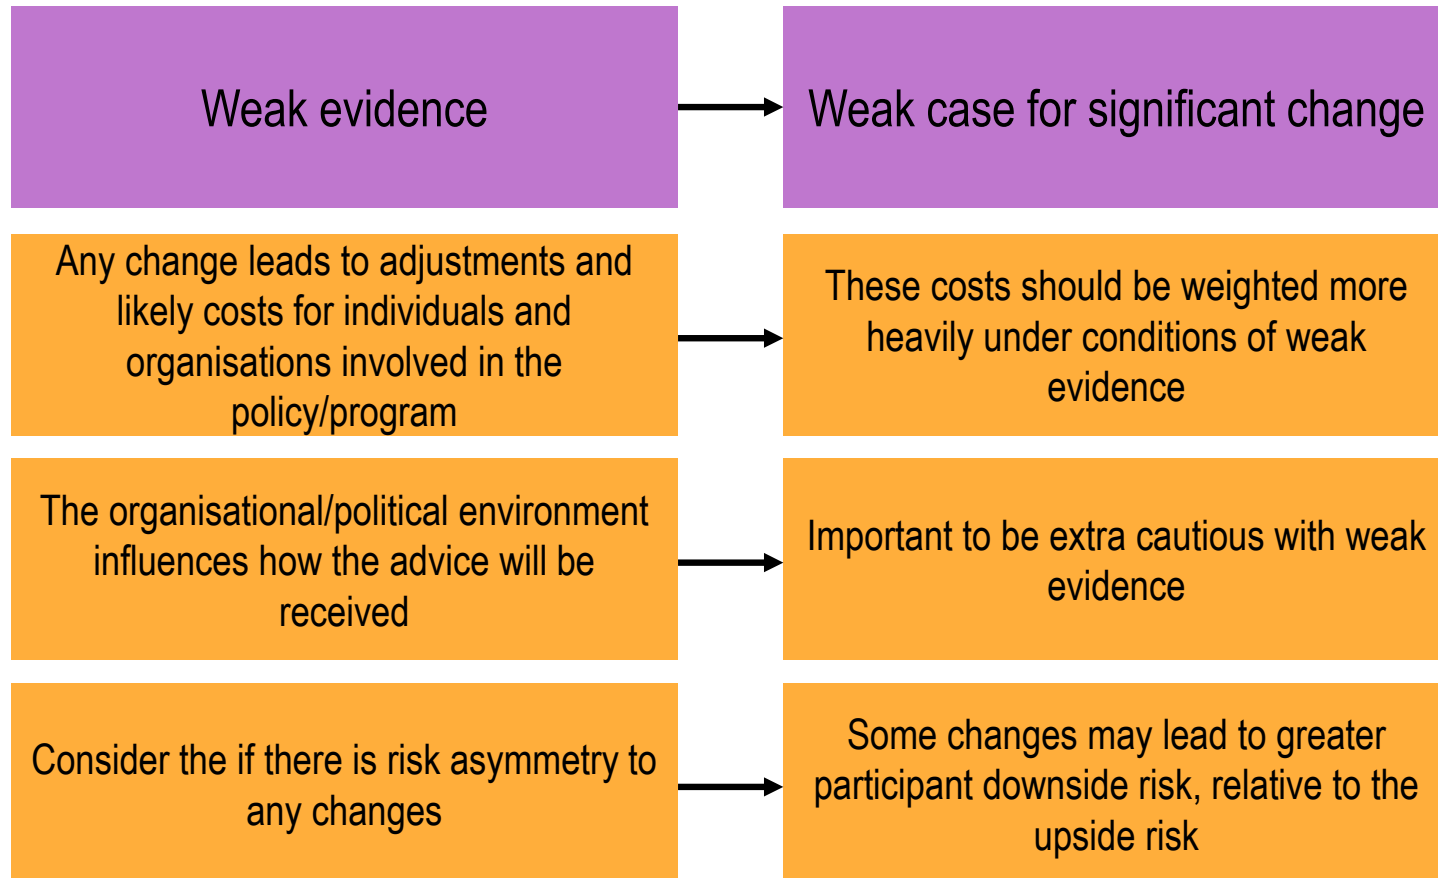 Weak evidence
Weak case for significant change
Any change leads to adjustments and
likely costs for individuals and
organisations involved in the
policy/program
These costs should be weighted more
heavily under conditions of weak
evidence
The organisational/political environment
influences how the advice will be
received
Important to be extra cautious with weak
evidence
Consider the if there is risk asymmetry to
any changes
Some changes may lead to greater
participant downside risk, relative to the
upside risk